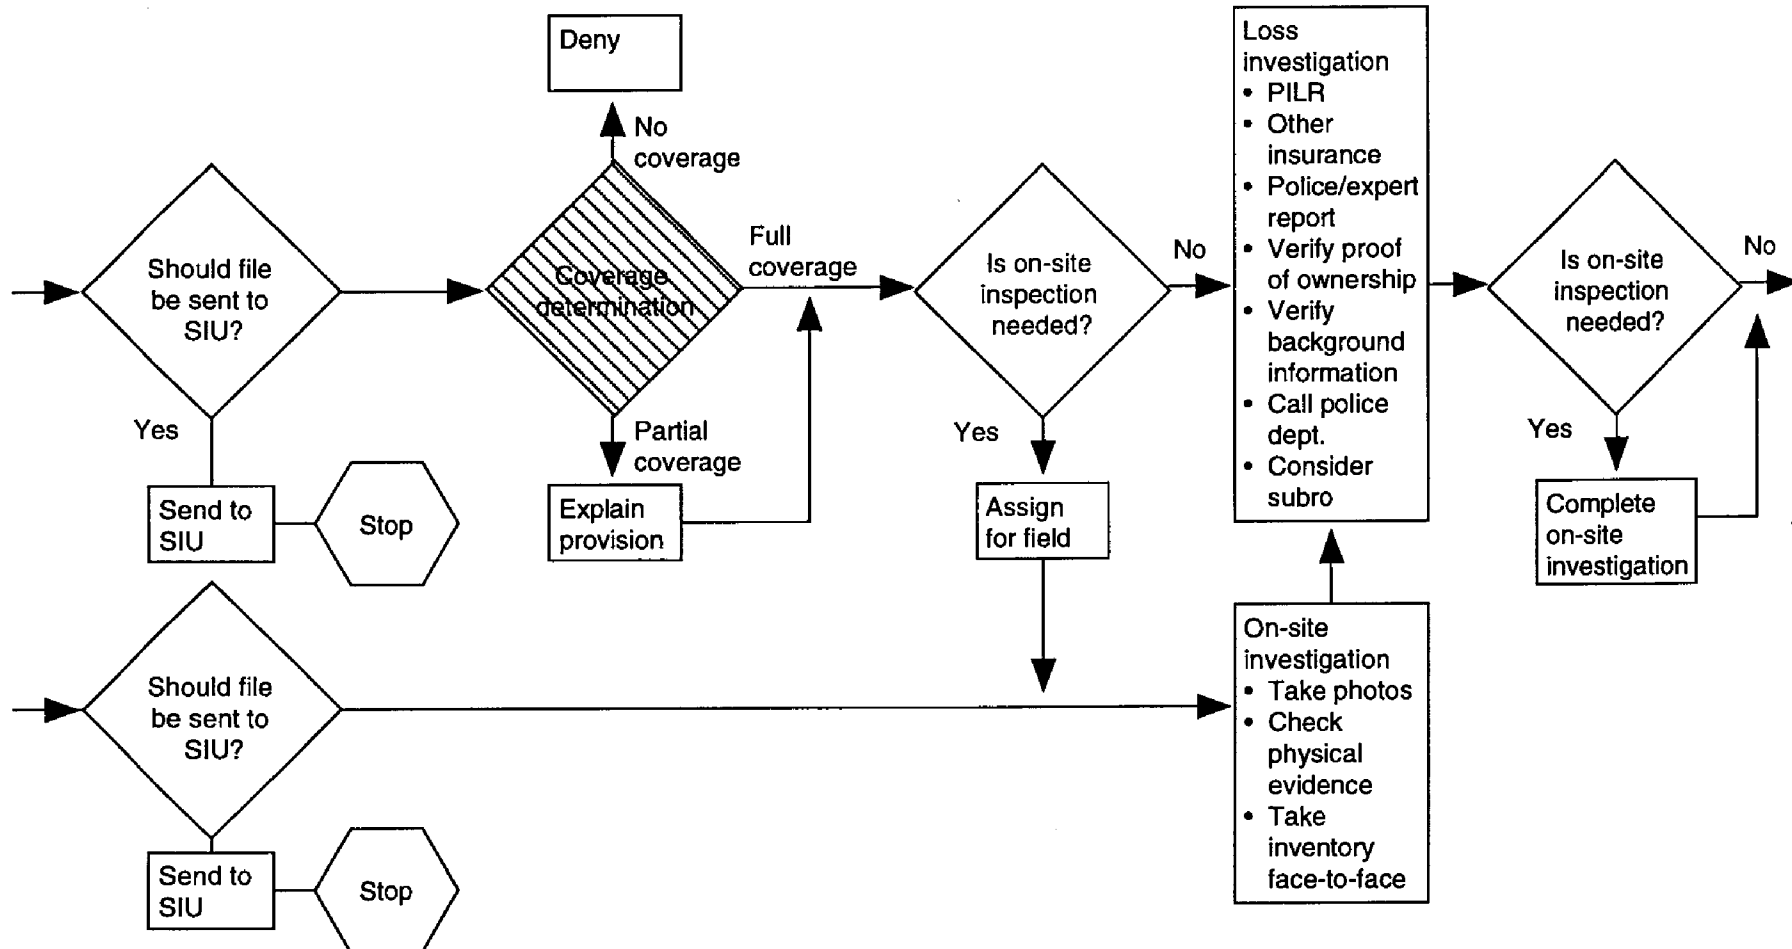 Should file
be sent to
SIU?
Yes
Send to
SIU
Stop
Deny
No
coverage
Coverage
determination
Full
coverage
Partial
coverage
Explain
provision
Is on-site
inspection
needed?
No
Yes
Assign
for field
Loss
investigation
• PILR
• Other
insurance
• Police/expert
report
• Verify proof
of ownership
• Verify
background
information
• Call police
dept.
• Consider
subro
Is on-site
inspection
needed?
No
Yes
Complete
on-site
investigation
Should file
be sent to
SIU?
Send to
SIU
Stop
On-site
investigation
• Take photos
• Check
physical
evidence
• Take
inventory
face-to-face